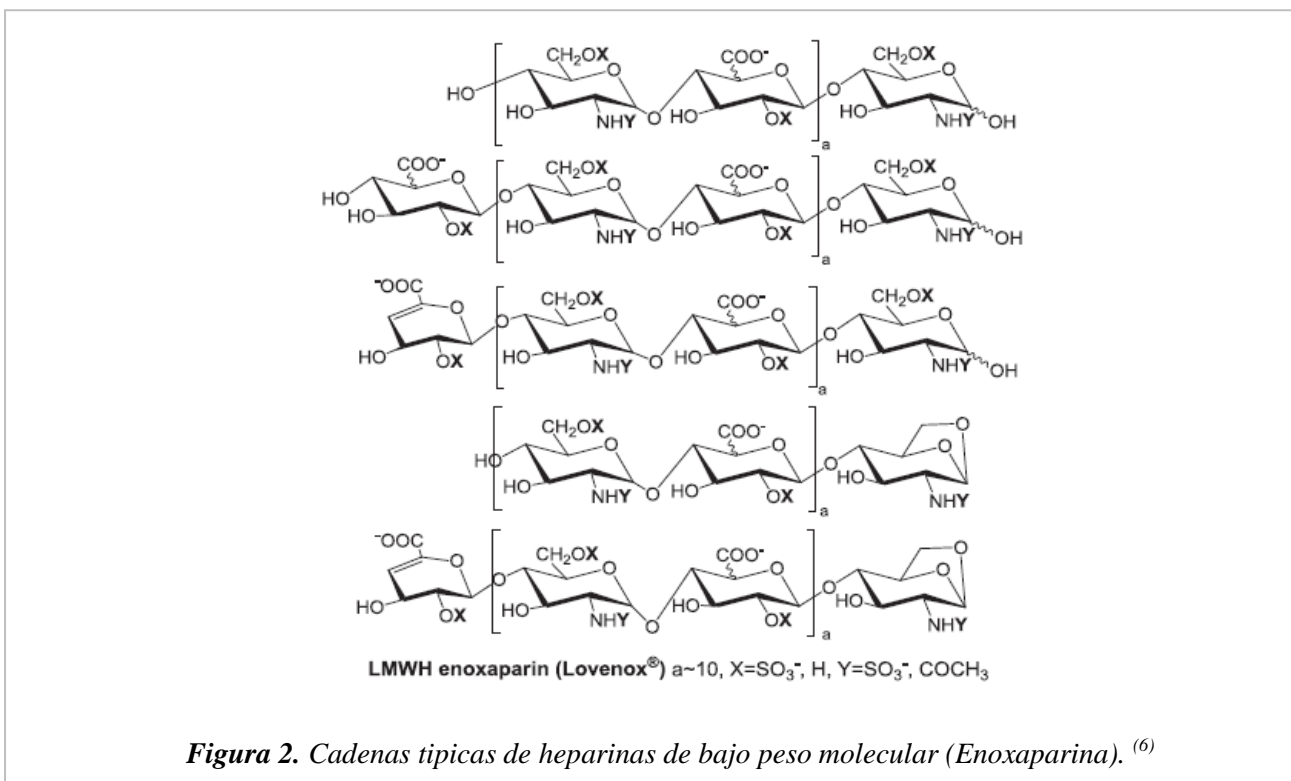 CH₂OX COO⁻ CH₂OX
O O O
HO O O
HO HO HO
NHY O OX NHY OH
a
COO⁻ CH₂OX COO⁻ CH₂OX
O O O O
HO O O O
HO HO HO HO
OX NHY O OX NHY OH
a
⁻OOC CH₂OX COO⁻ CH₂OX
O O O O
O O
HO HO HO HO
OX NHY O OX NHY OH
a
CH₂OX COO⁻ O
O O O
HO O O
HO HO HO
NHY O OX NHY
a
⁻OOC CH₂OX COO⁻ O
O O O O
O O
HO HO HO HO
OX NHY O OX NHY
a
LMWH enoxaparin (Lovenox®) a~10, X=SO₃⁻, H, Y=SO₃⁻, COCH₃
Figura 2. Cadenas tipicas de heparinas de bajo peso molecular (Enoxaparina). (6)